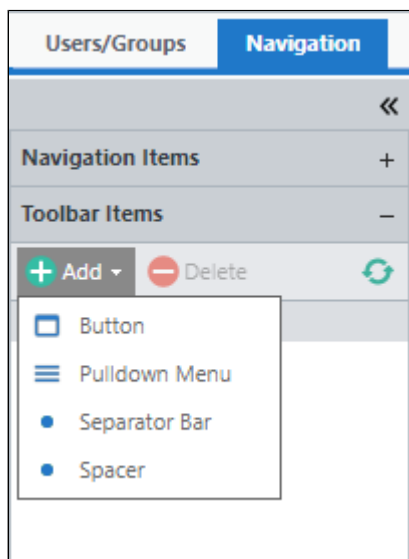 Users/Groups Navigation
Navigation Items
Toolbar Items
Add Delete
Button
Pulldown Menu
Separator Bar
Spacer